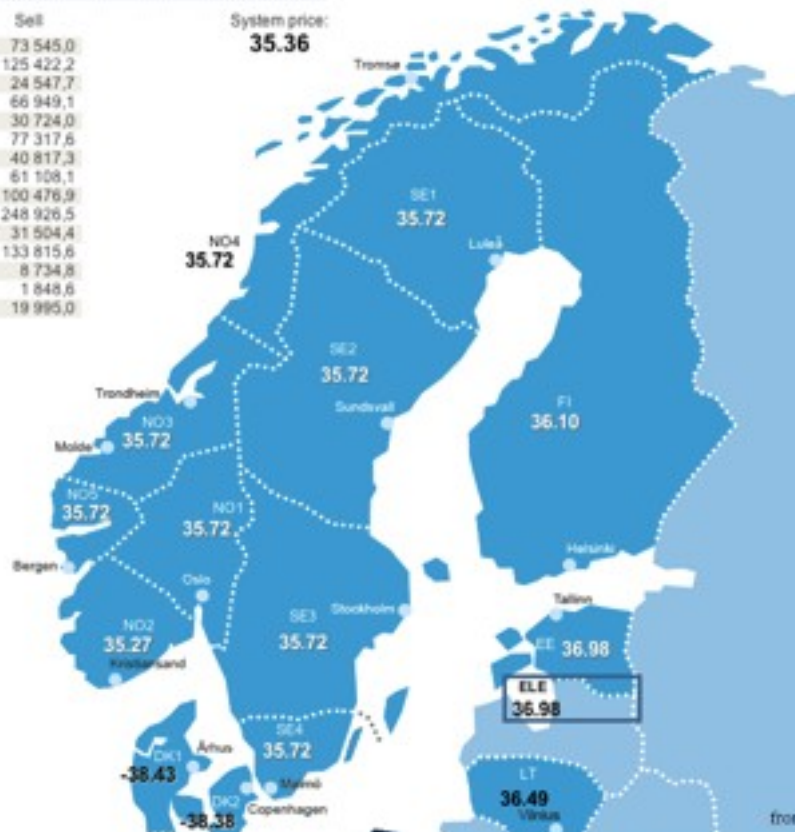 Sell
73 545,0
125 422,2
24 547,7
66 949,1
30 724,0
77 317,6
40 817,3
61 108,1
100 476,9
248 926,5
31 504,4
133 815,6
8 734,8
1 848,6
19 995,0
System price:
35.36
Tromsø
SE1
35.72
NO4
35.72
Luleå
SE2
35.72
Trondheim
Sundsvall
FI
36.10
NO3
35.72
Molde
NO5
35.72
NO1
35.72
Bergen
Helsinki
Oslo
Tallinn
Stockholm
SE3
35.72
NO2
35.27
Kristiansand
EE 36.98
ELE
36.98
SE4
35.72
Århus
DK1
-38.43
Malmö
DK2
Copenhagen
-38.38
LT
36.49
Vilnius
from